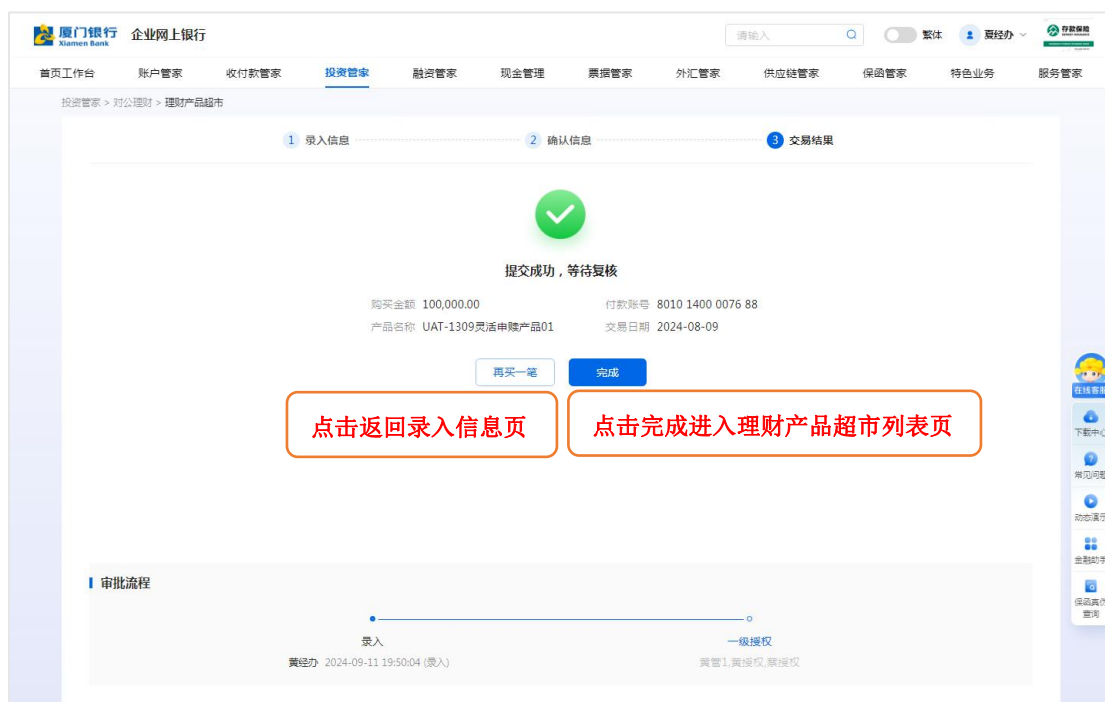 厦门银行 企业网上银行 请输入 繁体 夏经办 存款保险
Xiamen Bank
首页工作台 账户管家 收付款管家 投资管家 融资管家 现金管理 票据管家 外汇管家 供应链管家 保函管家 特色业务 服务管家
投资管家 > 对公理财 > 理财产品超市
1 录入信息 2 确认信息 3 交易结果
提交成功，等待复核
购买金额 100,000.00 付款账号 8010 1400 0076 88
产品名称 UAT-1309灵活申赎产品01 交易日期 2024-08-09
再买一笔 完成
点击返回录入信息页 点击完成进入理财产品超市列表页
在线客服
下载中心
常见问题
动态演示
金融助手
保函真伪
查询
审批流程
录入 一级授权
黄经办 2024-09-11 19:50:04 (录入) 黄管1,黄授权,蔡授权